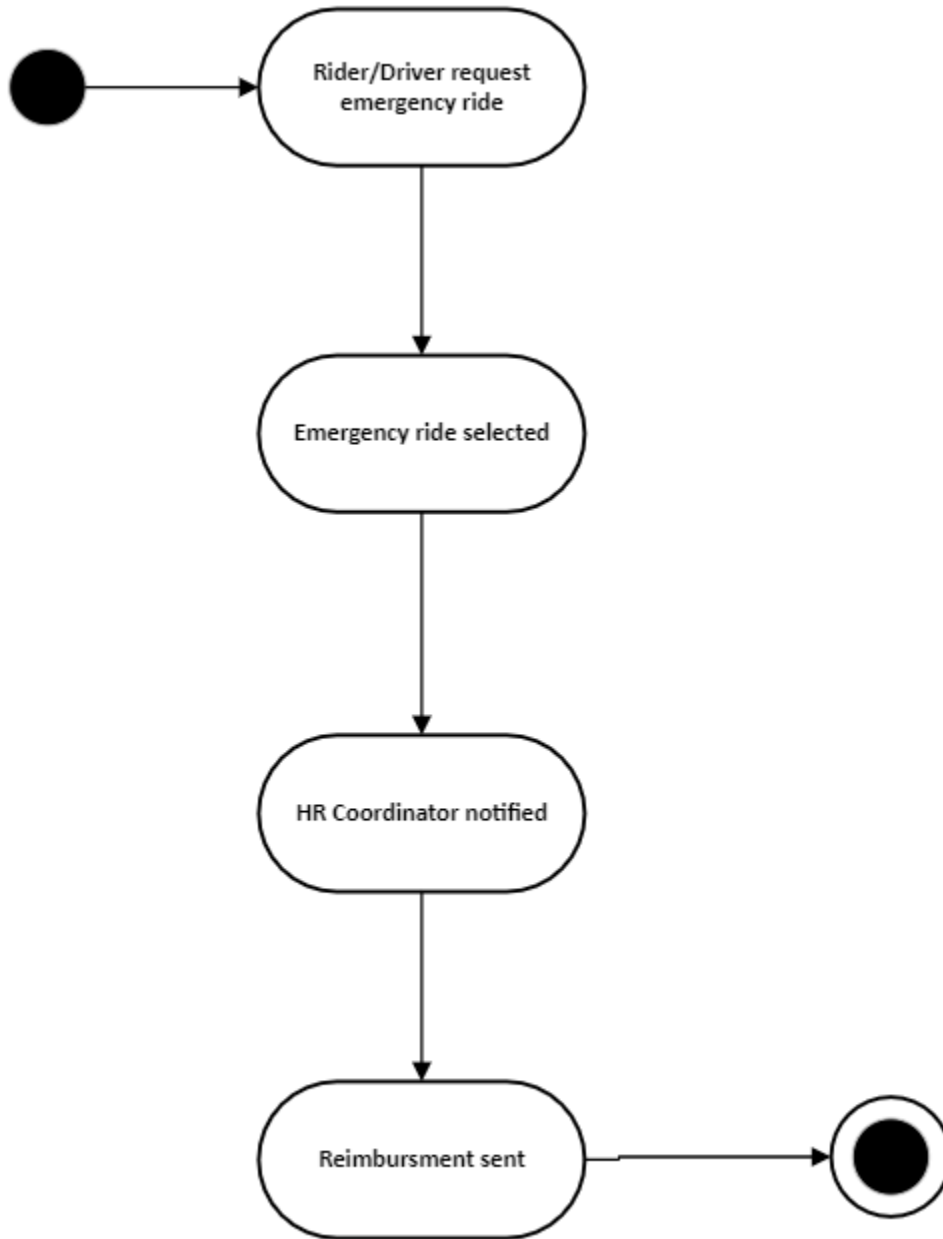 Rider/Driver request
emergency ride
Emergency ride selected
HR Coordinator notified
Reimbursment sent